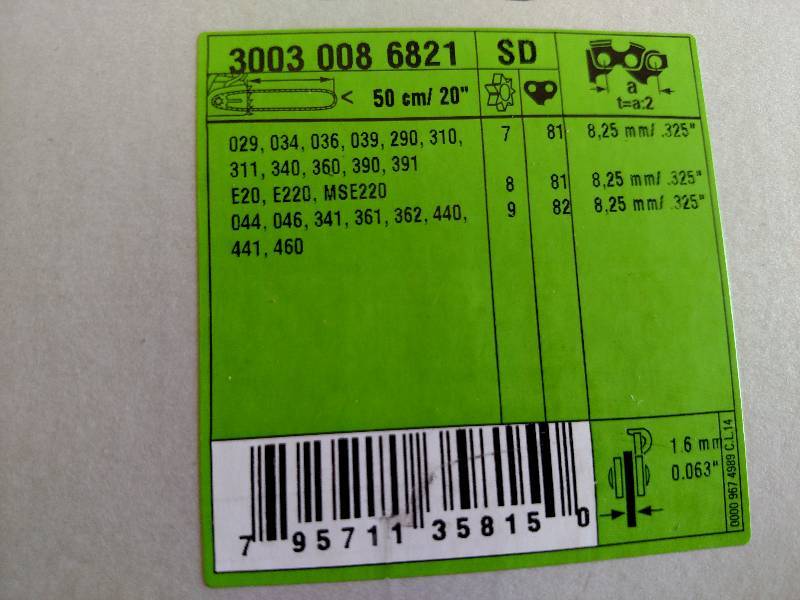 3003 008 6821 SD
< 50 cm/ 20"
a
t=a:2
029, 034, 036, 039, 290, 310, 7 81 8,25 mm/ .325"
311, 340, 360, 390, 391
E20, E220, MSE220 8 81 8,25 mm/ .325"
044, 046, 341, 361, 362, 440, 9 82 8,25 mm/ .325"
441, 460
1.6 mm
0.063"
0000 967 4989 C.L.14
7 95711 35815 0